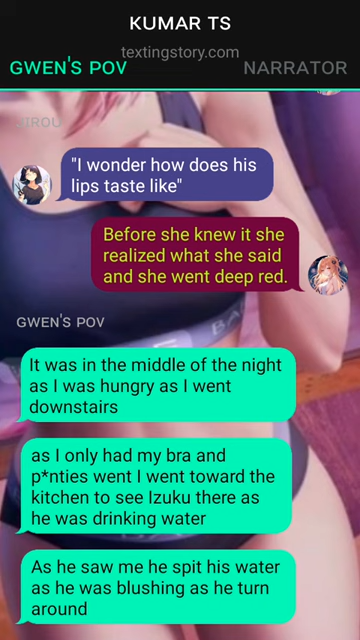 KUMAR TS
textingstory.com
GWEN'S POV
NARRATOR
JIROU
"I wonder how does his
lips taste like"
Before she knew it she
realized what she said
and she went deep red.
GWEN'S POV
It was in the middle of the night
as I was hungry as I went
downstairs
as I only had my bra and
p*nties went I went toward the
kitchen to see Izuku there as
he was drinking water
As he saw me he spit his water
as he was blushing as he turn
around